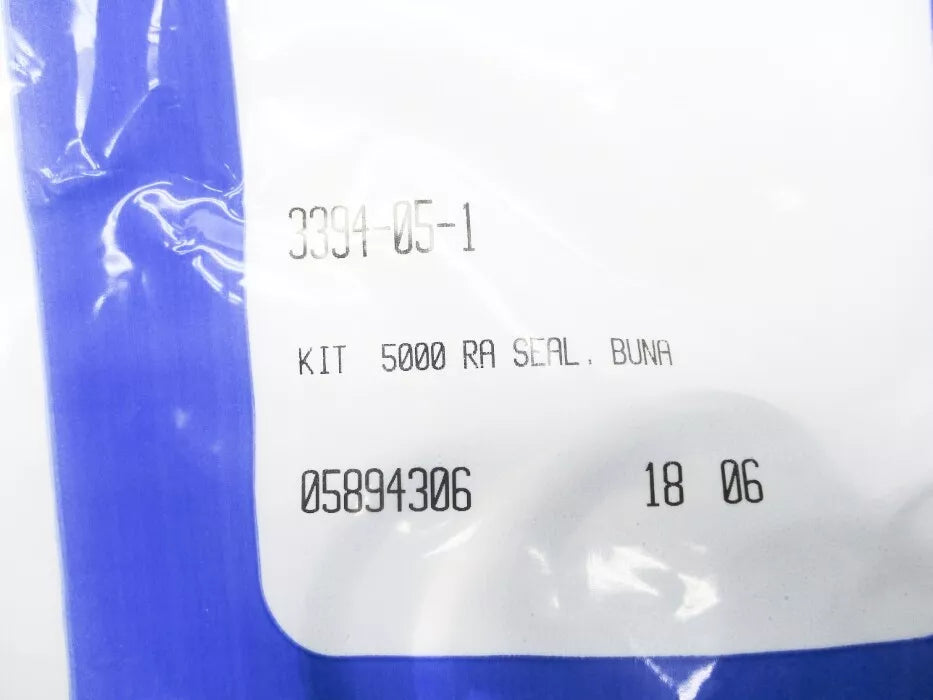 3394-05-1
KIT 5000 RA SEAL, BUNA
05894306 18 06